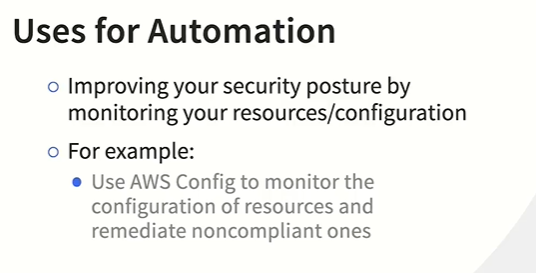 Uses for Automation
Improving your security posture by
monitoring your resources/configuration
For example:
Use AWS Config to monitor the
configuration of resources and
remediate noncompliant ones